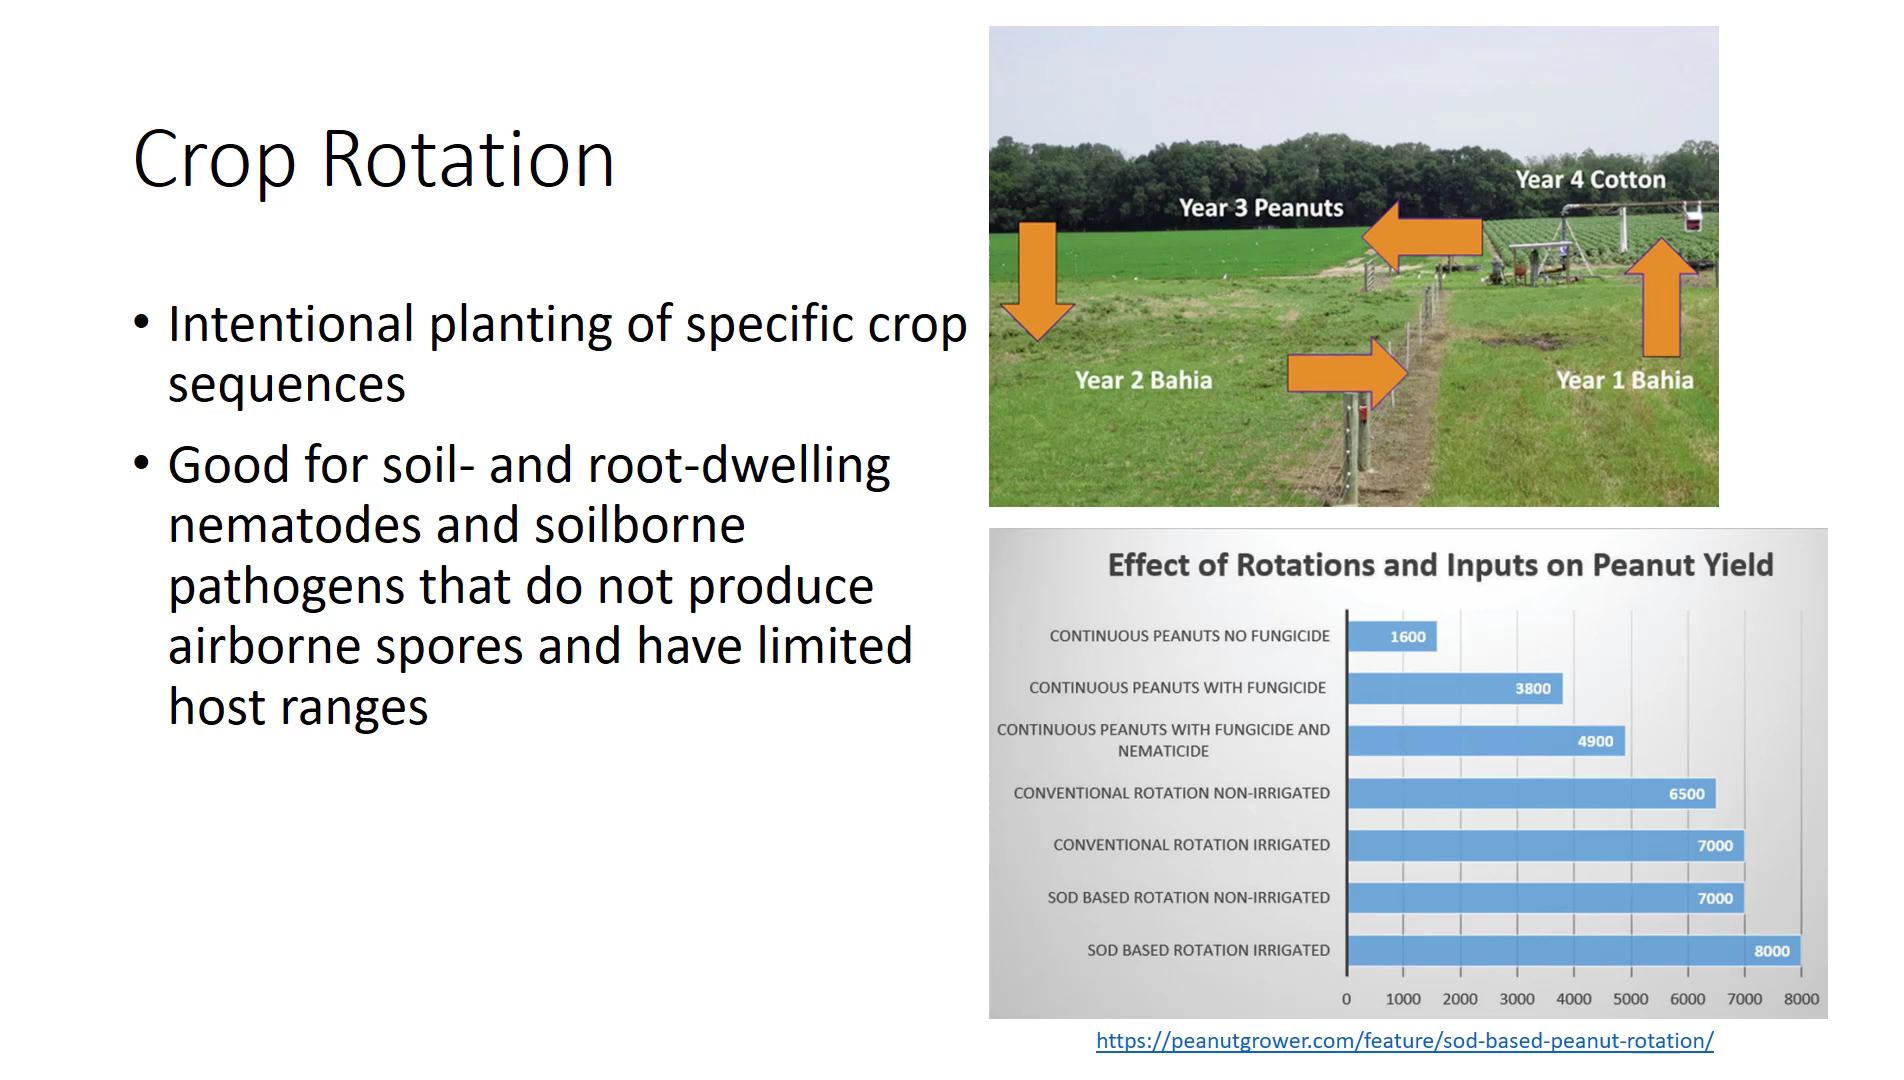 Crop Rotation
• Intentional planting of specific crop
sequences
• Good for soil- and root-dwelling
nematodes and soilborne
pathogens that do not produce
airborne spores and have limited
host ranges
Year 4 Cotton
Year 3 Peanuts
Year 2 Bahia
Year 1 Bahia
Effect of Rotations and Inputs on Peanut Yield
CONTINUOUS PEANUTS NO FUNGICIDE 1600
CONTINUOUS PEANUTS WITH FUNGICIDE 3800
CONTINUOUS PEANUTS WITH FUNGICIDE AND
NEMATICIDE 4900
CONVENTIONAL ROTATION NON-IRRIGATED 6500
CONVENTIONAL ROTATION IRRIGATED 7000
SOD BASED ROTATION NON-IRRIGATED 7000
SOD BASED ROTATION IRRIGATED 8000
0 1000 2000 3000 4000 5000 6000 7000 8000
https://peanutgrower.com/feature/sod-based-peanut-rotation/